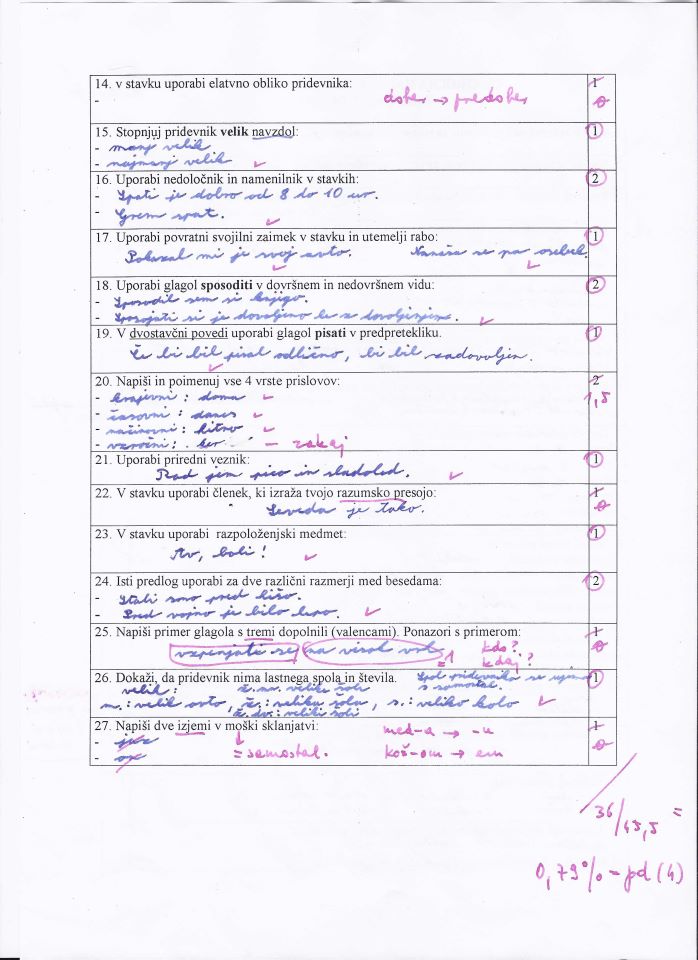 14. v stavku uporabi elatvno obliko pridevnika: 1
- dober → predober 0
15. Stopnjuj pridevnik velik navzdol: 1
- manj velik
- najmanj velik
16. Uporabi nedoločnik in namenilnik v stavkih: 2
- Spati je dobro od 8 do 10 ur.
- Grem spat.
17. Uporabi povratni svojilni zaimek v stavku in utemelji rabo: 1
Pokazal mi je svoj avto. Nanaša se na osebek.
18. Uporabi glagol sposoditi v dovršnem in nedovršnem vidu: 2
- Sposodil sem si knjigo.
- Sposojati si je dovoljeno le z dovoljenjem.
19. V dvostavčni povedi uporabi glagol pisati v predpretekliku. 1
Če bi bil pisal odlično, bi bil zadovoljen.
20. Napiši in poimenuj vse 4 vrste prislovov: 2
- krajevni : doma 1,5
- časovni : danes
- načinovni : hitro
- vzročni : ker - zakaj
21. Uporabi priredni veznik: 1
Rad jem pico in sladoled.
22. V stavku uporabi členek, ki izraža tvojo razumsko presojo: 1
Seveda je tako. 0
23. V stavku uporabi razpoloženjski medmet: 1
Av, boli!
24. Isti predlog uporabi za dve različni razmerji med besedama: 2
- Stali smo pred hišo.
- Pred vojno je bilo lepo.
25. Napiši primer glagola s tremi dopolnili (valencami). Ponazori s primerom: 1
vzpenjati se na visok vrh = 1 kdo? 0
kdaj?
26. Dokaži, da pridevnik nima lastnega spola in števila. Spol pridevnika se ujema 1
velik: ž. mn. velike šole s samostal.
m.: velik avto, ž.: velika šola, s.: veliko kolo
ž. dv.: veliki šoli
27. Napiši dve izjemi v moški sklanjatvi: med-a → -u 1
- = samostal. koš-om → em 0
-
36/45,5 =
0,79% - pd (4)